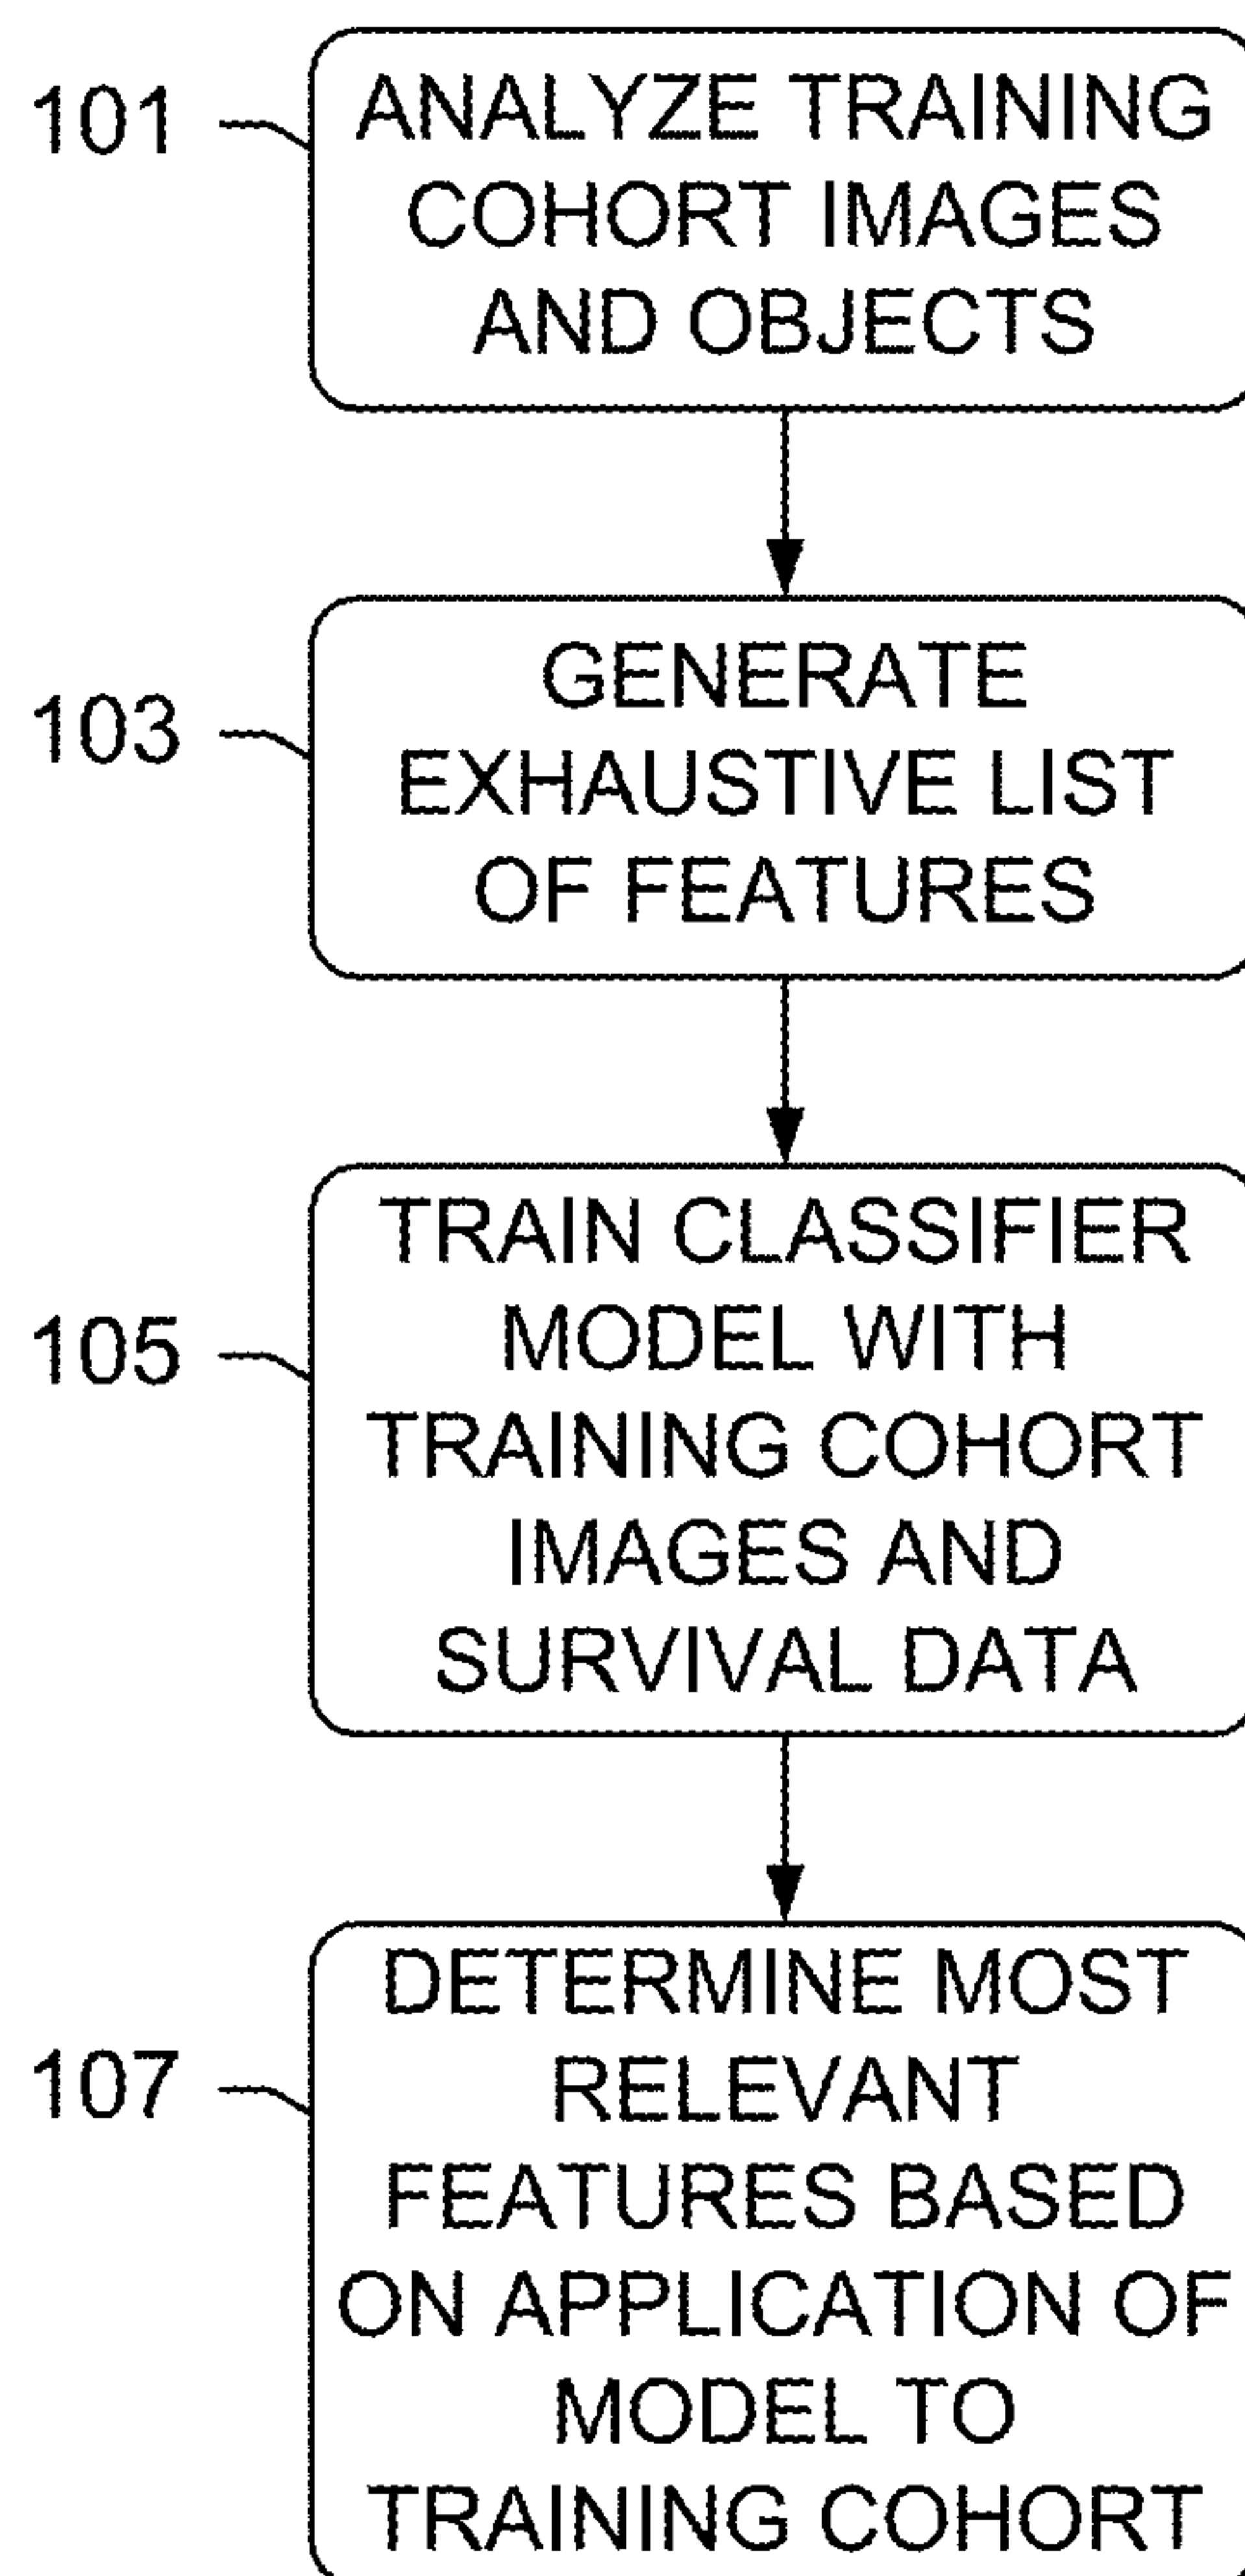 101
ANALYZE TRAINING
COHORT IMAGES
AND OBJECTS
103
GENERATE
EXHAUSTIVE LIST
OF FEATURES
105
TRAIN CLASSIFIER
MODEL WITH
TRAINING COHORT
IMAGES AND
SURVIVAL DATA
107
DETERMINE MOST
RELEVANT
FEATURES BASED
ON APPLICATION OF
MODEL TO
TRAINING COHORT